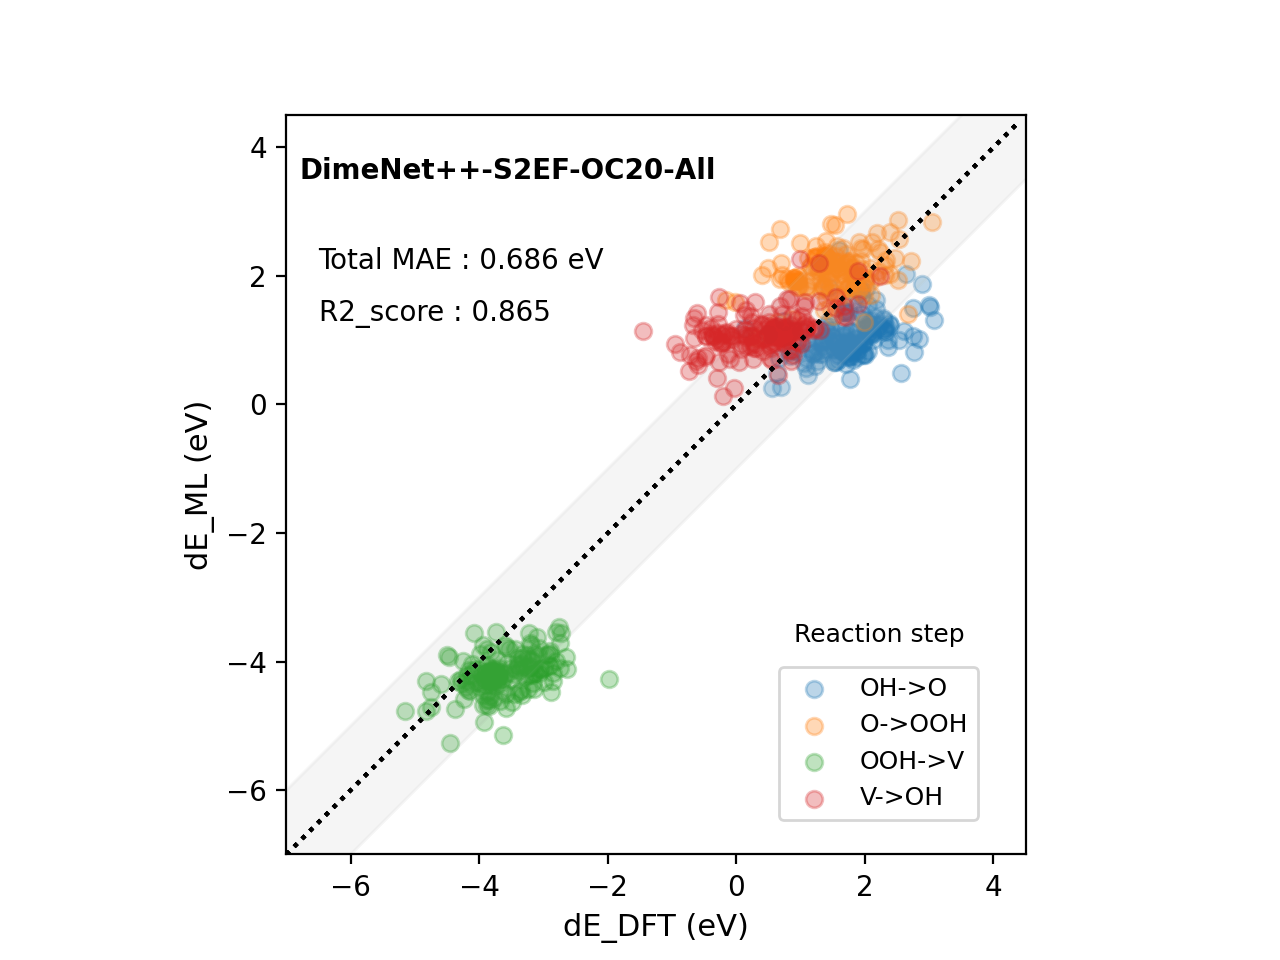 DimeNet++-S2EF-OC20-All
Total MAE : 0.686 eV
R2_score : 0.865
4
2
0
−2
−4
−6
dE_ML (eV)
Reaction step
OH->O
O->OOH
OOH->V
V->OH
−6 −4 −2 0 2 4
dE_DFT (eV)